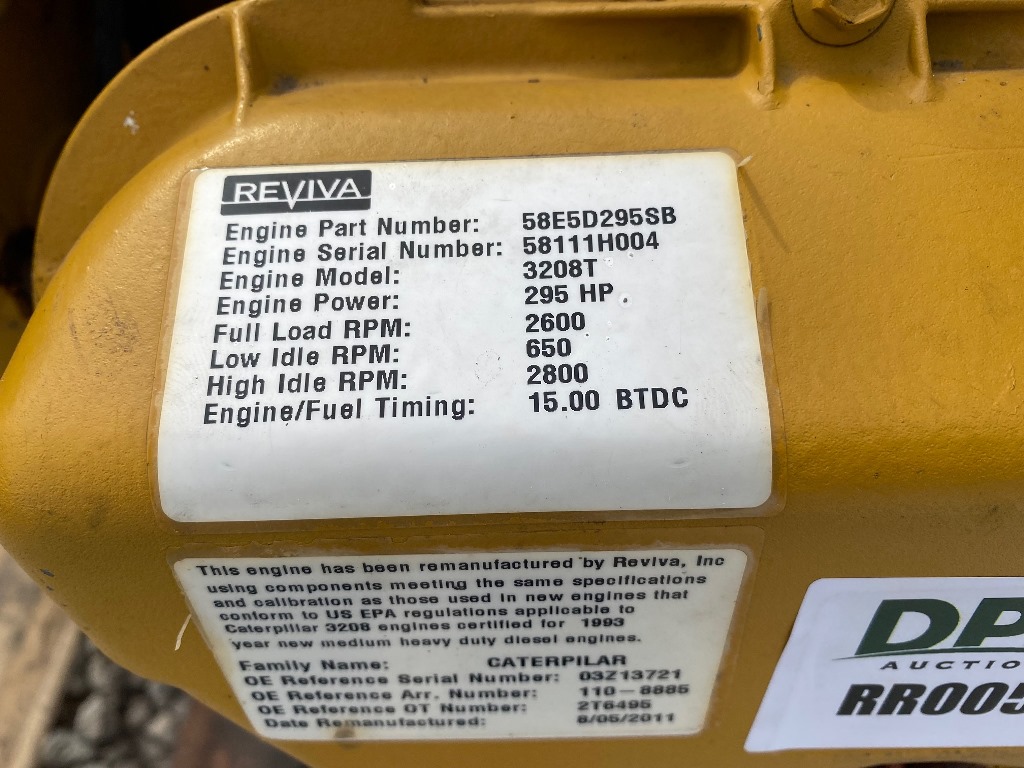 REVIVA
Engine Part Number: 58E5D295SB
Engine Serial Number: 58111H004
Engine Model: 3208T
Engine Power: 295 HP
Full Load RPM: 2600
Low Idle RPM: 650
High Idle RPM: 2800
Engine/Fuel Timing: 15.00 BTDC
This engine has been remanufactured by Reviva, Inc
using components meeting the same specifications
and calibration as those used in new engines that
conform to US EPA regulations applicable to
Caterpillar 3208 engines certified for 1993
year new medium heavy duty diesel engines.
Family Name: CATERPILAR
OE Reference Serial Number: 03Z13721
OE Reference Arr. Number: 110-8885
OE Reference OT Number: 2T6495
Date Remanufactured: 8/05/2011
DP
AUCTIO
RR005